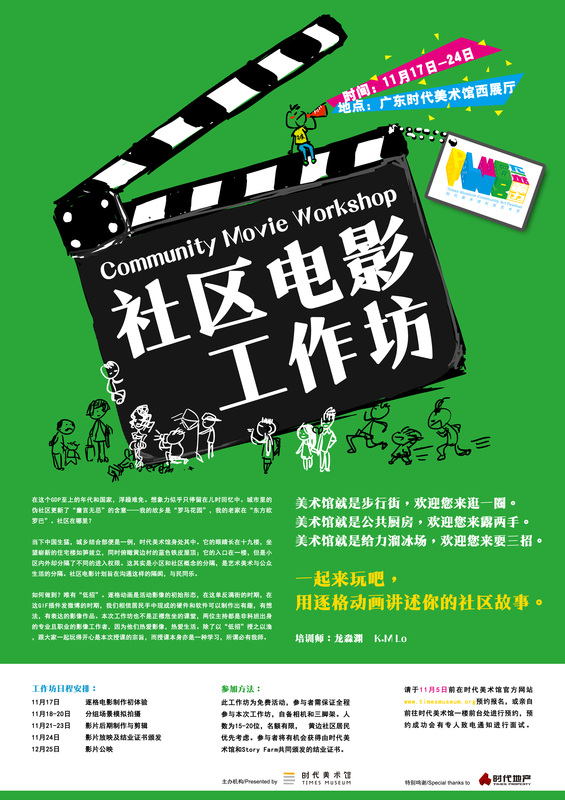 时间：11月17日-24日
地点：广东时代美术馆西展厅
Community Movie Workshop
社区电影
工作坊
在这个GDP至上的年代和国家，浮躁难免。想象力似乎只停留在儿时回忆中。城市里的
伪社区更新了“童言无忌”的含意——我的故乡是“罗马花园”，我的老家在“东方欧
罗巴”。社区在哪里？
当下中国生猛，城乡结合部便是一例，时代美术馆身处其中。它的眼睛长在十九楼，坐
望崭新的住宅楼如笋拔立，同时俯瞰黄边村的蓝色铁皮屋顶；它的入口在一楼，但是小
区内外却分隔了不同的进入权限。这其实是小区和社区概念的分隔，是艺术美术与公众
生活的分隔。社区电影计划旨在沟通这样的隔阂，与民同乐。
如何做到？唯有“低招”。逐格动画是活动影像的初始形态，在这单反满街的时期，在
这GIF插件发微博的时期，我们相信居民手中现成的硬件和软件可以制作出有趣，有想
法，有表达的影像作品。本次工作坊也不是正襟危坐的课堂，两位主持都是非科班出身
的专业且职业的影像工作者，因为他们热爱影像，热爱生活，除了以“低招”授之以渔
，跟大家一起玩得开心是本次授课的宗旨，而授课本身亦是一种学习，所谓必有我师。
美术馆就是步行街，欢迎您来逛一圈。
美术馆就是公共厨房，欢迎您来露两手。
美术馆就是给力溜冰场，欢迎您来耍三招。
一起来玩吧，
用逐格动画讲述你的社区故事。
培训师：龙淼渊 K.M Lo
工作坊日程安排：
11月17日 逐格电影制作初体验
11月18-20日 分组场景模拟拍摄
11月21-23日 影片后期制作与剪辑
11月24日 影片放映及结业证书颁发
12月25日 影片公映
参加方法：
此工作坊为免费活动，参与者需保证全程
参与本次工作坊，自备相机和三脚架。人
数为15-20位，名额有限， 黄边社区居民
优先考虑。参与者将有机会获得由时代美
术馆和Story Farm共同颁发的结业证书。
请于11月5日前在时代美术馆官方网站
www.timesmuseum.org预约报名，或亲自
前往时代美术馆一楼前台处进行预约，预
约成功会有专人致电通知进行面试。
主办机构/Presented by 时代美术馆
TIMES MUSEUM
特别鸣谢/Special thanks to 时代地产
TIMES PROPERTY